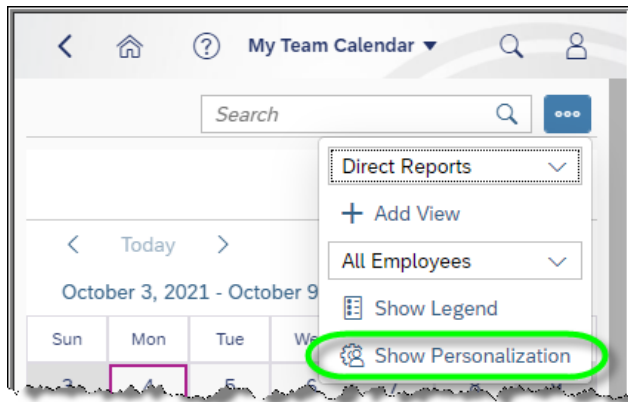 My Team Calendar
Search
Direct Reports
Add View
Today
All Employees
October 3, 2021 - October 9
Show Legend
Sun Mon Tue We
Show Personalization